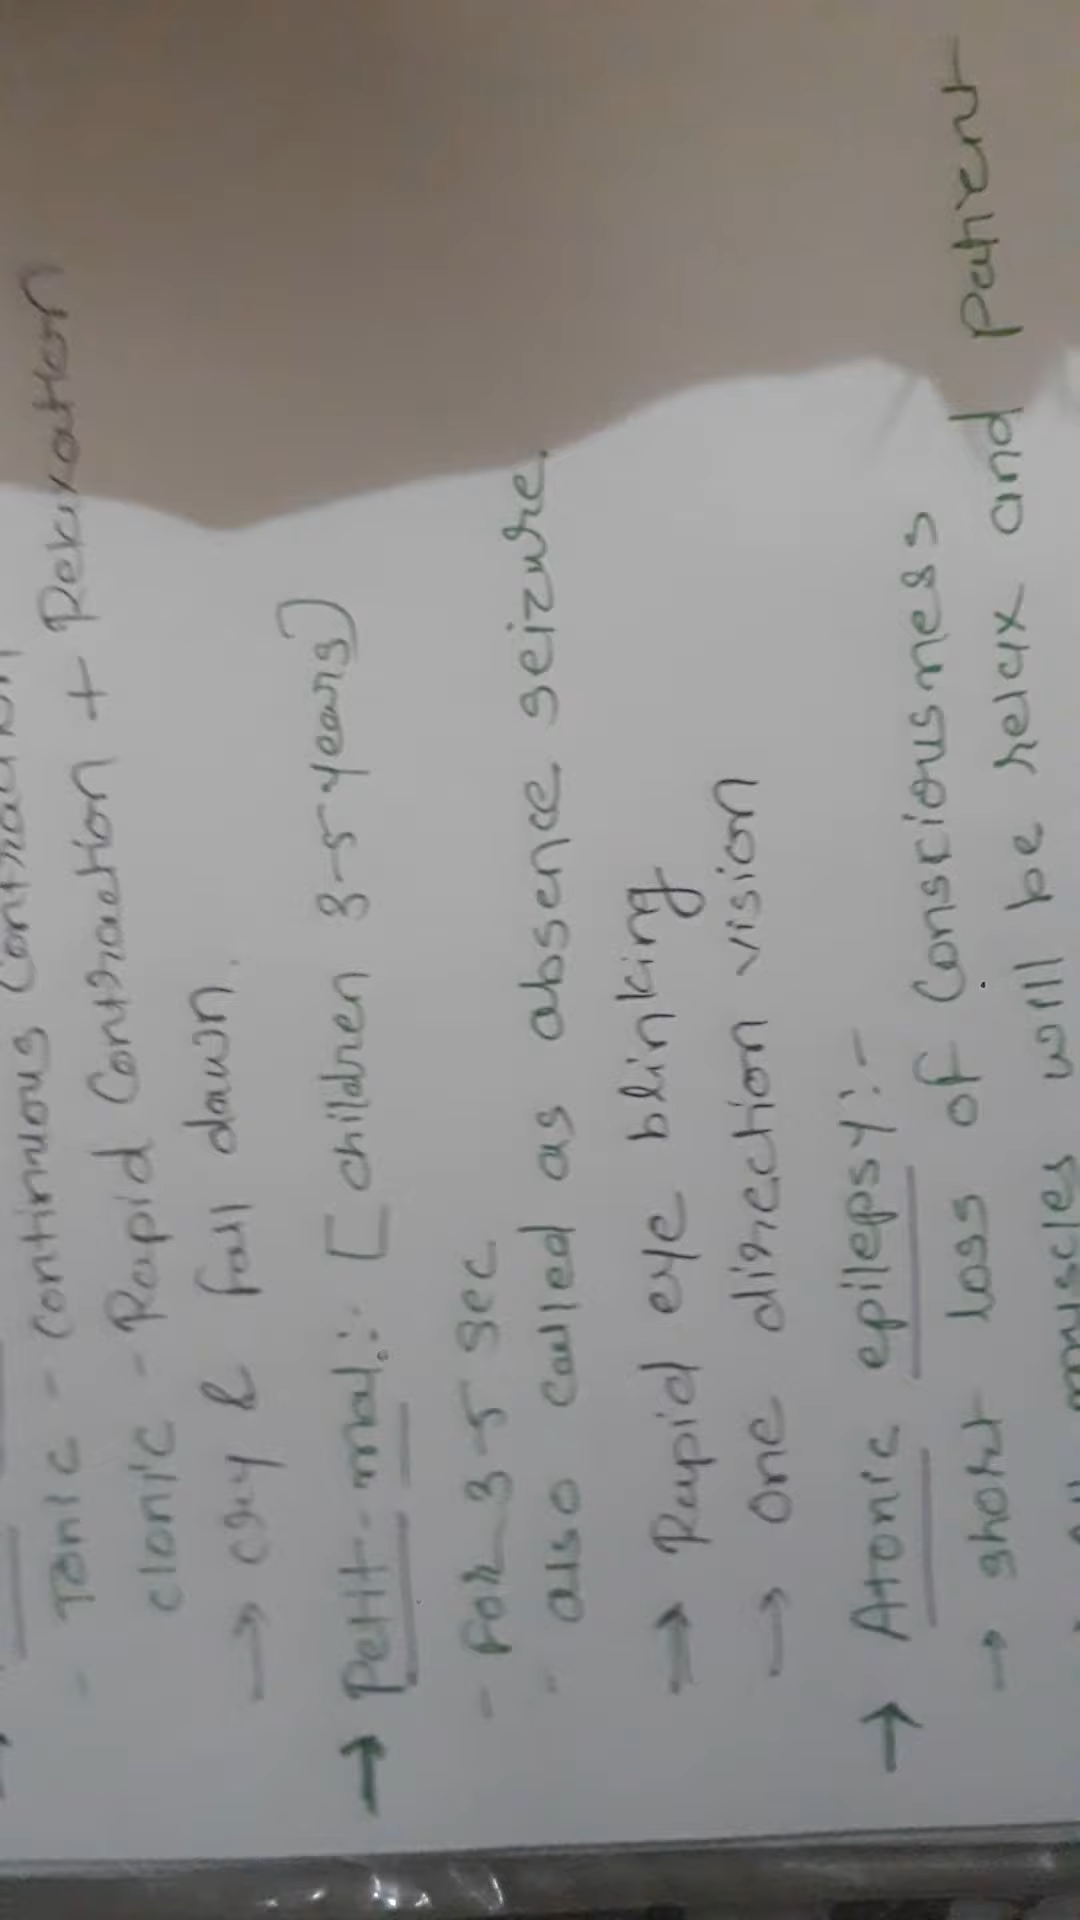 - Tonic - Continuous Contraction
clonic - Rapid Contraction + Relaxation
→ cry & fall down.
→ Petit-mal:- [children 3-5 years]
- For 3-5 sec
- also called as absence seizure.
→ Rapid eye blinking
→ one direction vision
→ Atonic epilepsy:-
→ short loss of Consciousness
muscles will be relax and patient